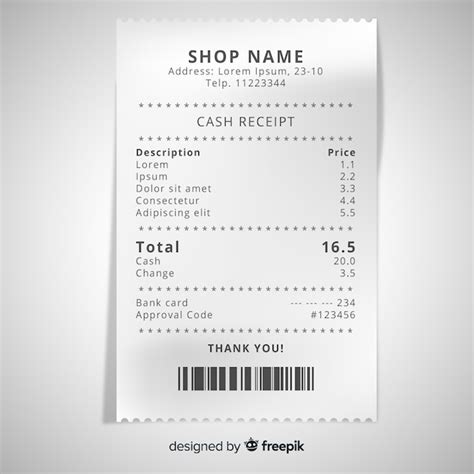 SHOP NAME
Address: Lorem Ipsum, 23-10
Telp. 11223344
* * * * * * * * * * * * * * * * * * * * * * * * * * * *
CASH RECEIPT
* * * * * * * * * * * * * * * * * * * * * * * * * * * *
Description Price
Lorem 1.1
Ipsum 2.2
Dolor sit amet 3.3
Consectetur 4.4
Adipiscing elit 5.5
* * * * * * * * * * * * * * * * * * * * * * * * * * * *
Total 16.5
Cash 20.0
Change 3.5
* * * * * * * * * * * * * * * * * * * * * * * * * * * *
Bank card --- --- --- 234
Approval Code #123456
* * * * * * * * * * * * * * * * * * * * * * * * * * * *
THANK YOU!
designed by freepik